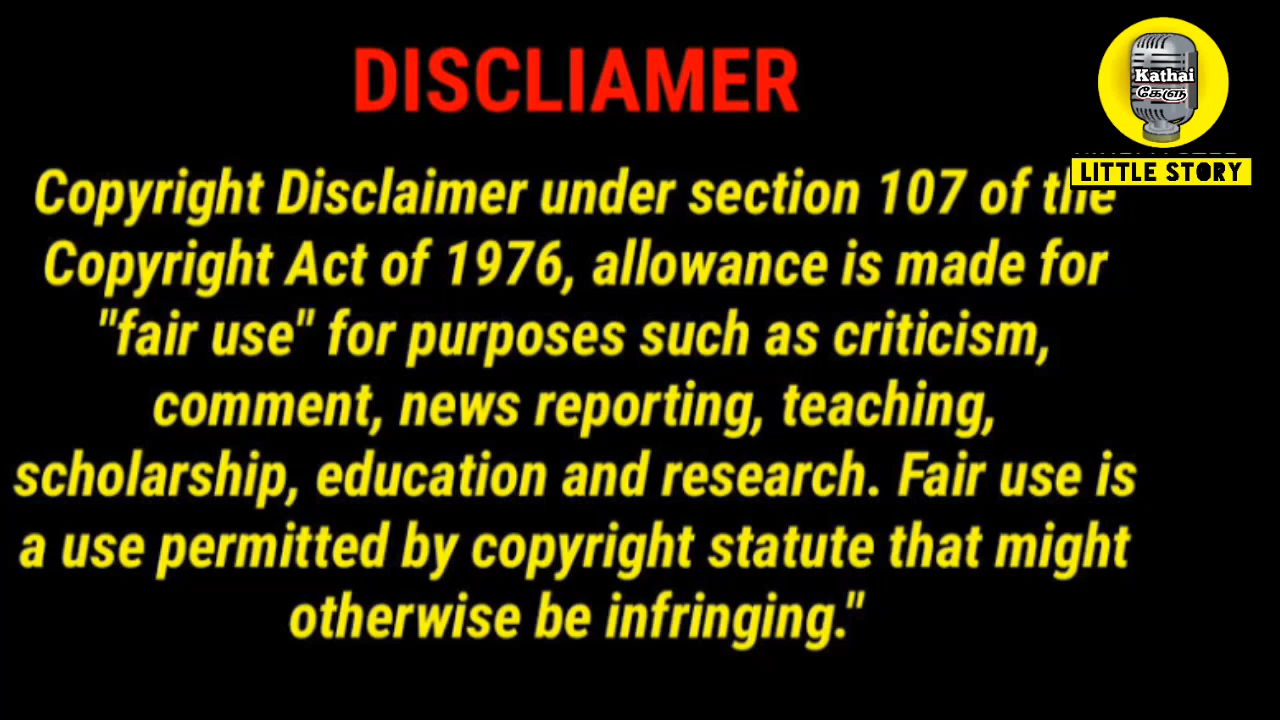 DISCLIAMER
Kathai
கேளு
LITTLE STORY
Copyright Disclaimer under section 107 of the
Copyright Act of 1976, allowance is made for
"fair use" for purposes such as criticism,
comment, news reporting, teaching,
scholarship, education and research. Fair use is
a use permitted by copyright statute that might
otherwise be infringing."